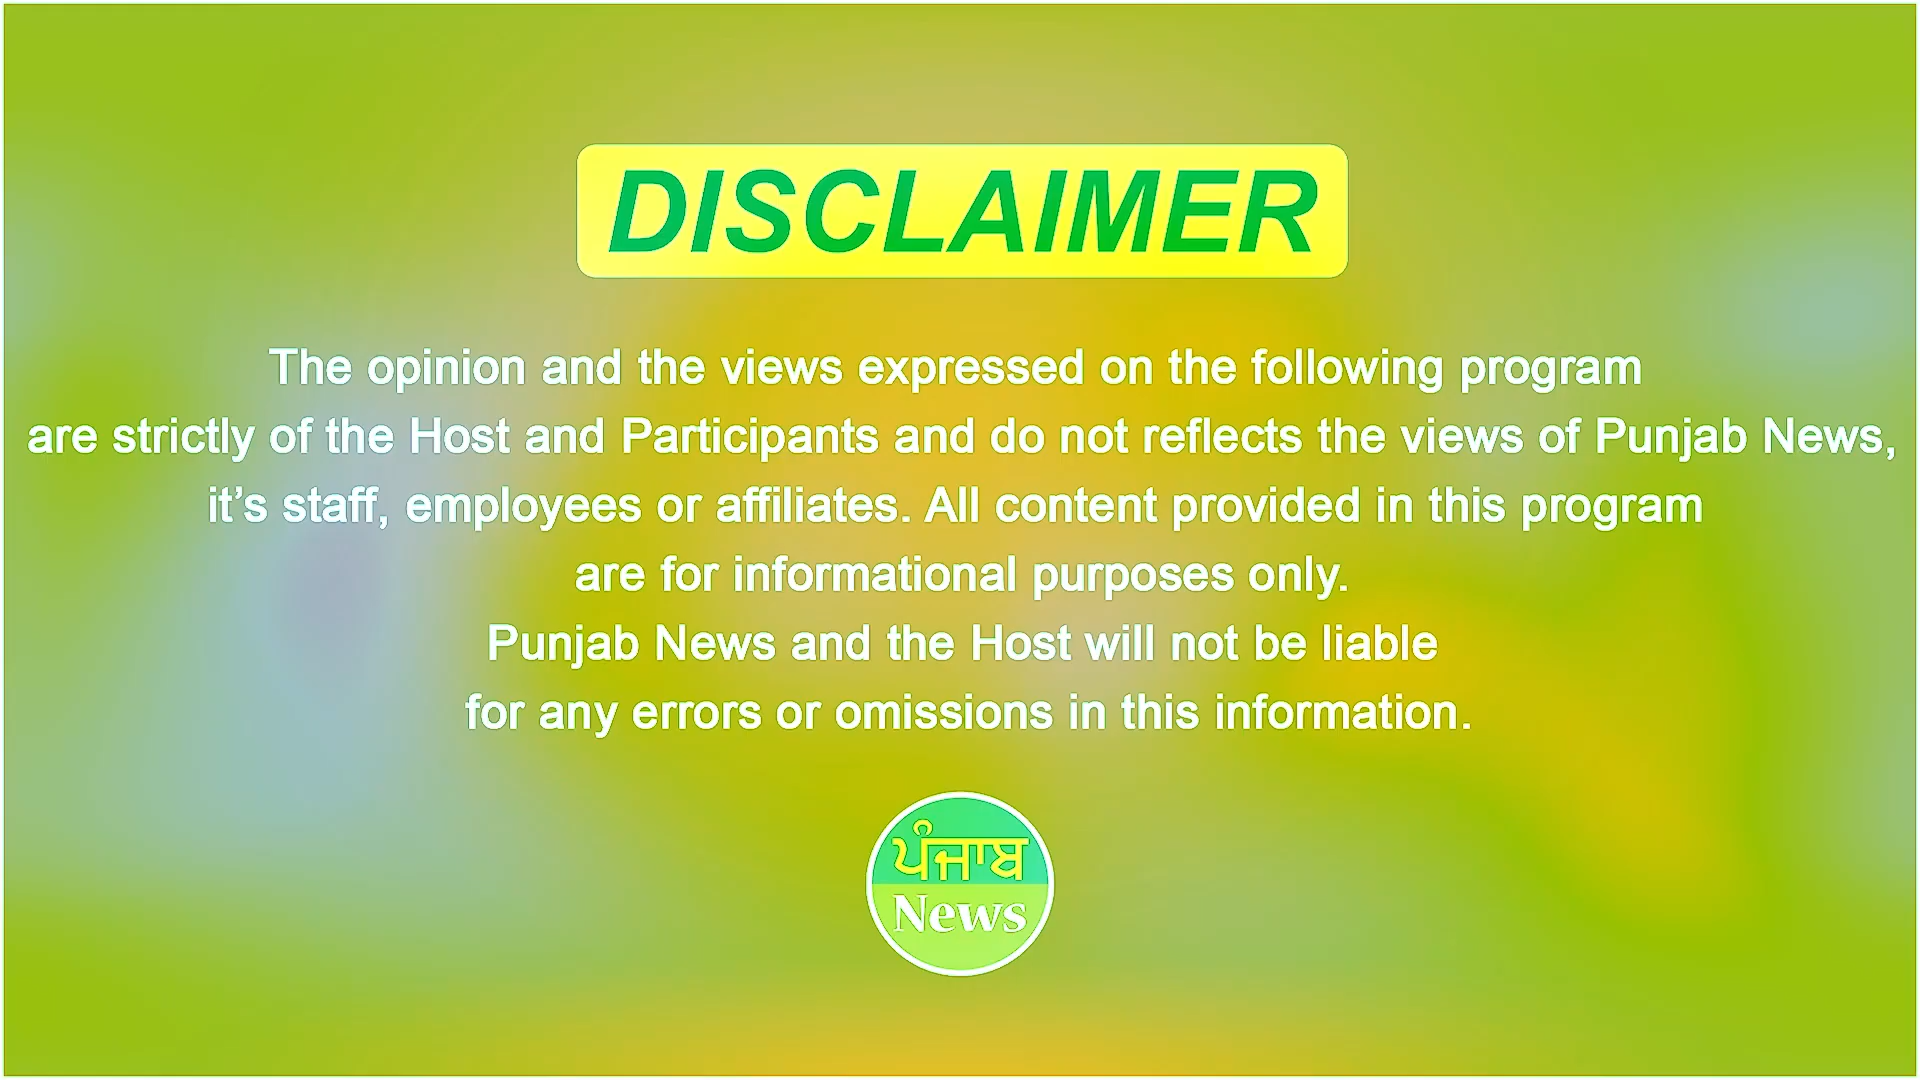 DISCLAIMER
The opinion and the views expressed on the following program
are strictly of the Host and Participants and do not reflects the views of Punjab News,
it’s staff, employees or affiliates. All content provided in this program
are for informational purposes only.
Punjab News and the Host will not be liable
for any errors or omissions in this information.
ਪੰਜਾਬ
News